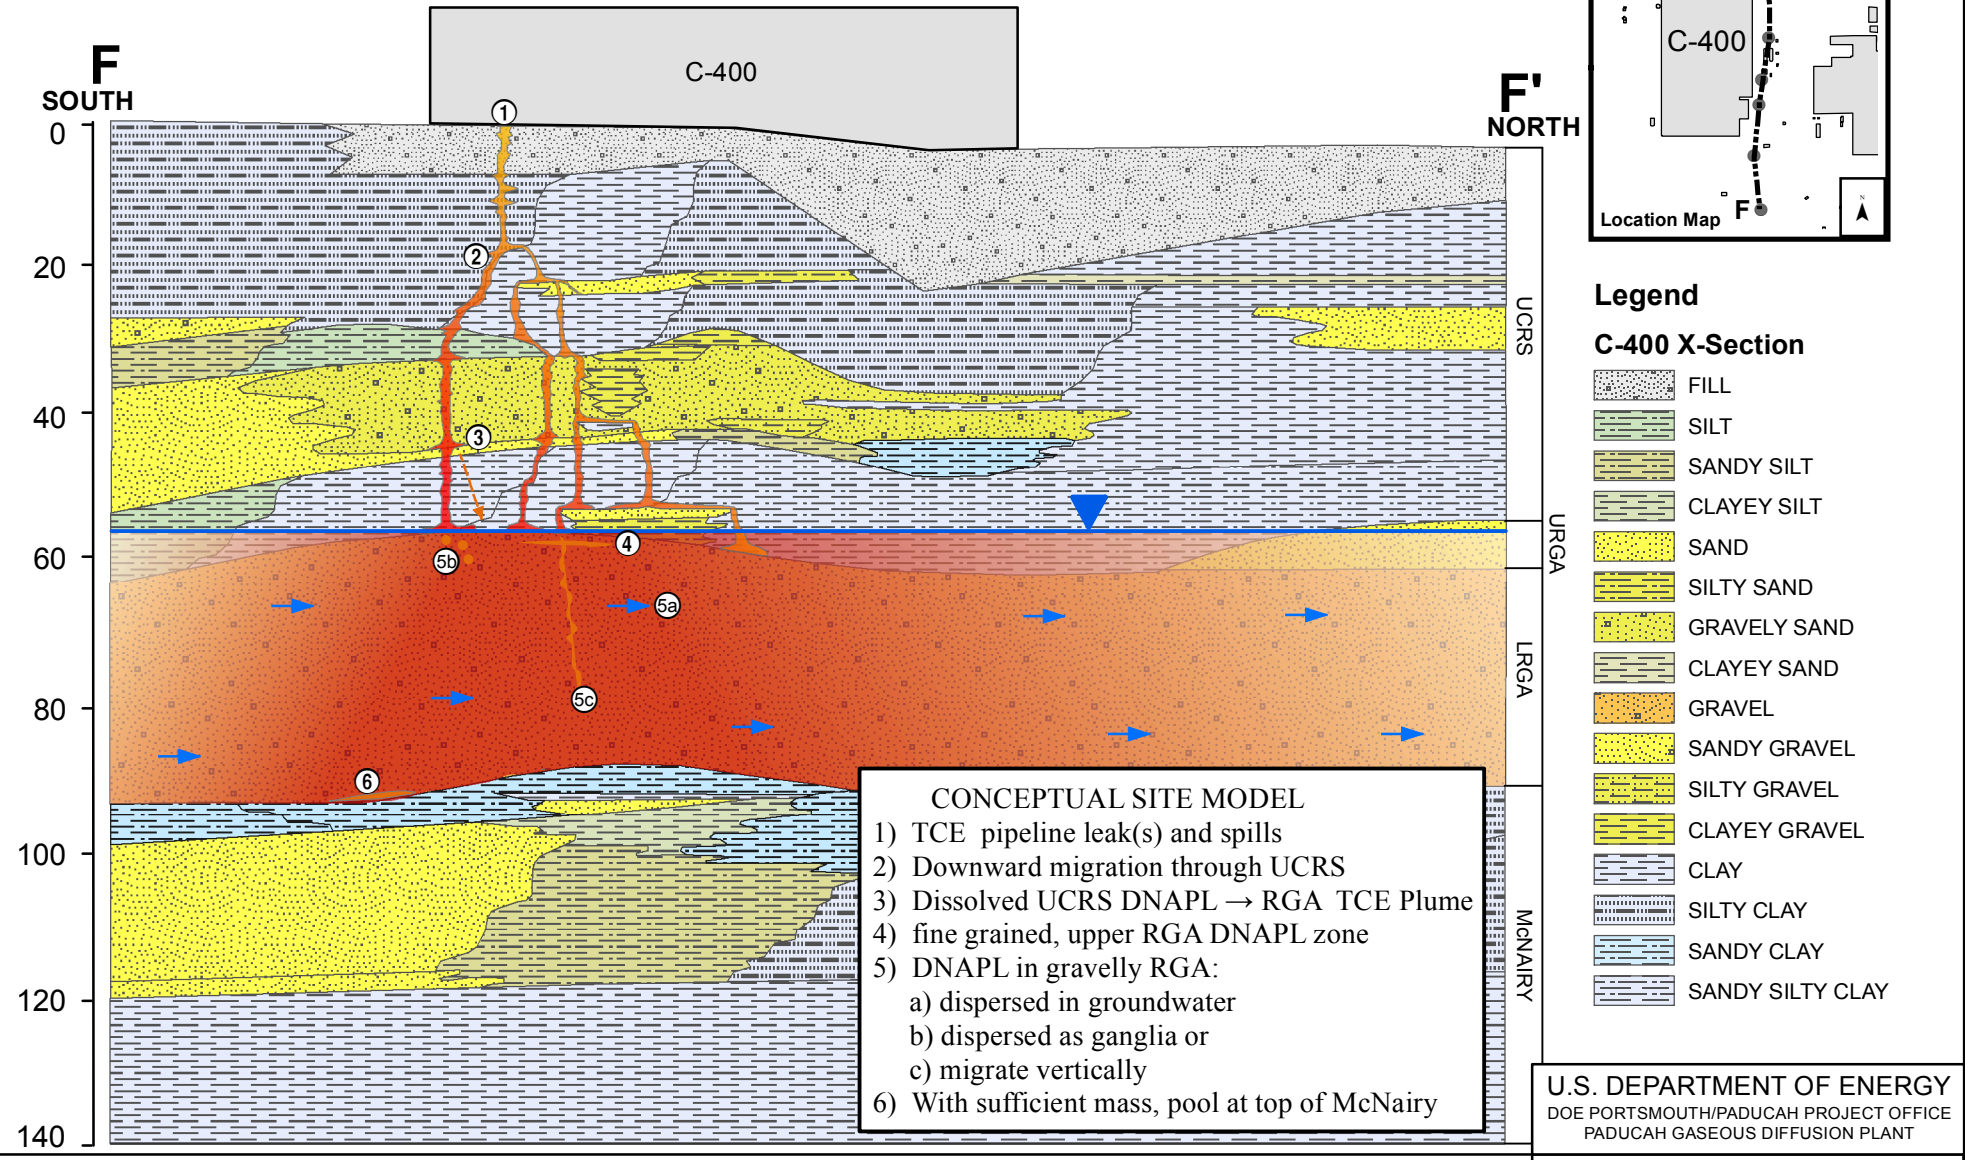 C-400
F
SOUTH
F'
NORTH
0
20
40
60
80
100
120
140
1
2
3
4
5b
5a
5c
6
UCRS
URGA
LRGA
McNAIRY
CONCEPTUAL SITE MODEL
1) TCE pipeline leak(s) and spills
2) Downward migration through UCRS
3) Dissolved UCRS DNAPL → RGA TCE Plume
4) fine grained, upper RGA DNAPL zone
5) DNAPL in gravelly RGA:
a) dispersed in groundwater
b) dispersed as ganglia or
c) migrate vertically
6) With sufficient mass, pool at top of McNairy
C-400
Location Map
F
N
Legend
C-400 X-Section
FILL
SILT
SANDY SILT
CLAYEY SILT
SAND
SILTY SAND
GRAVELY SAND
CLAYEY SAND
GRAVEL
SANDY GRAVEL
SILTY GRAVEL
CLAYEY GRAVEL
CLAY
SILTY CLAY
SANDY CLAY
SANDY SILTY CLAY
U.S. DEPARTMENT OF ENERGY
DOE PORTSMOUTH/PADUCAH PROJECT OFFICE
PADUCAH GASEOUS DIFFUSION PLANT